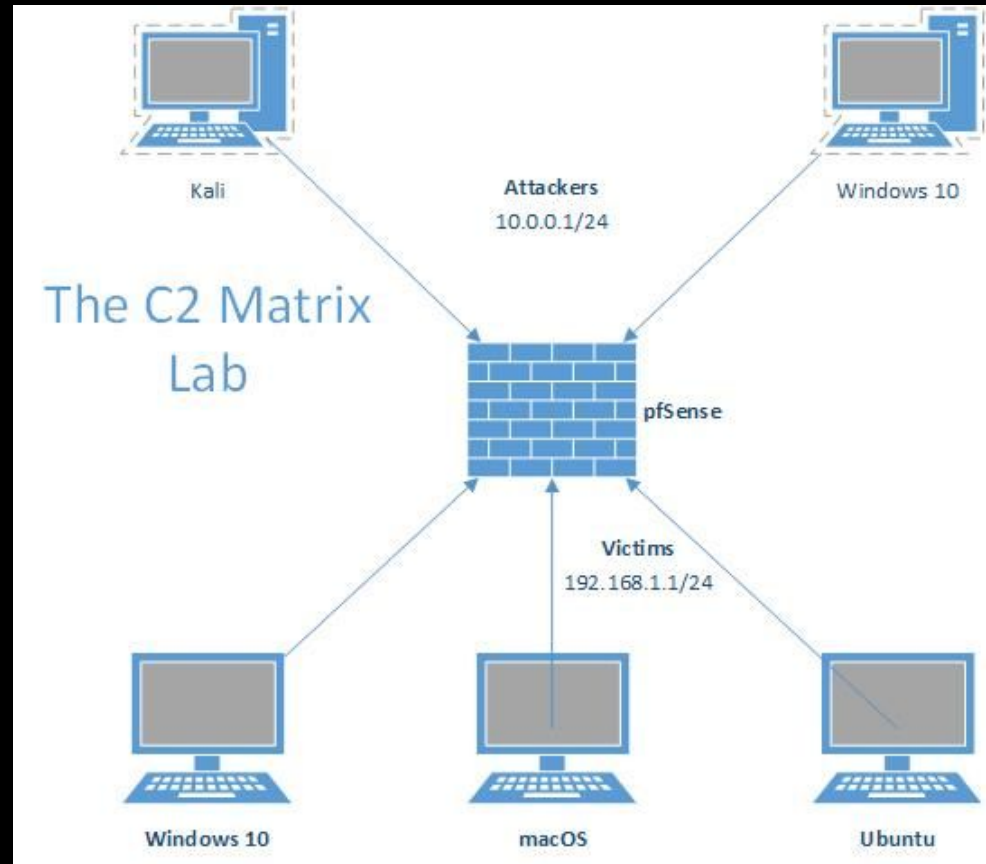 Kali
Attackers
10.0.0.1/24
Windows 10
The C2 Matrix
Lab
pfSense
Victims
192.168.1.1/24
Windows 10
macOS
Ubuntu